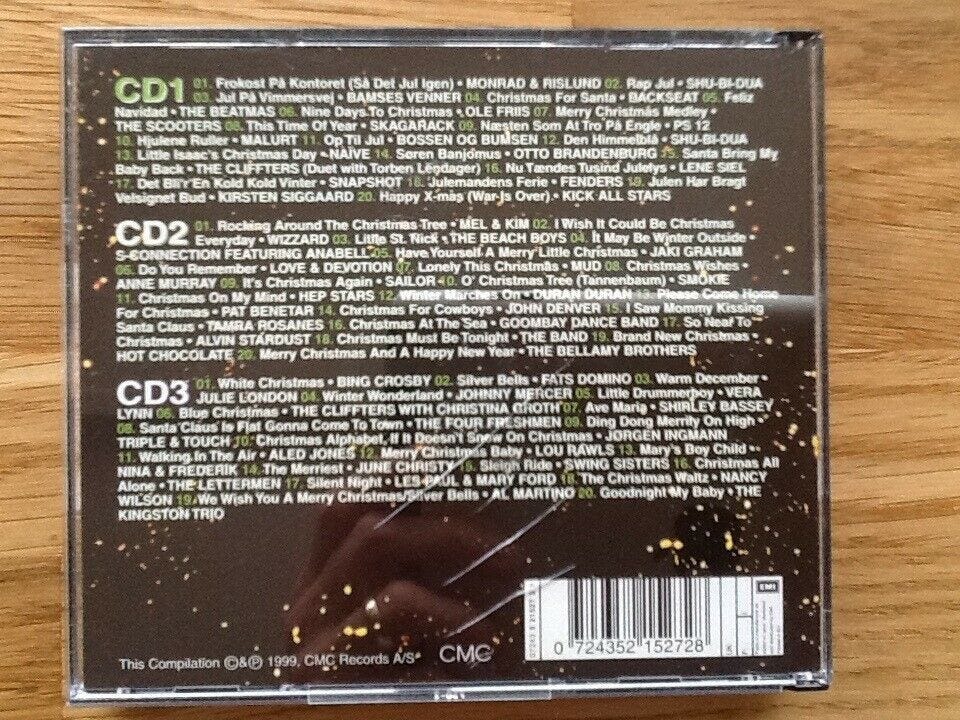 CD1 01. Frokost På Kontoret (Så Det Jul Igen) • MONRAD & RISLUND 02. Rap Jul • SHU-BI-DUA
03. Jul På Vimmersvej • BAMSES VENNER 04. Christmas For Santa • BACKSEAT 05. Feliz
Navidad • THE BEATMAS 06. Nine Days To Christmas • OLE FRIIS 07. Merry Christmas Medley •
THE SCOOTERS 08. This Time Of Year • SKAGARACK 09. Næsten Som At Tro På Engle • PS 12
10. Hjulene Ruller • MALURT 11. Op Til Jul • BOSSEN OG BUMSEN 12. Den Himmelblå • SHU-BI-DUA
13. Little Isaac's Christmas Day • NAIVE 14. Søren Banjomus • OTTO BRANDENBURG 15. Santa Bring My
Baby Back • THE CLIFFTERS (Duet with Torben Lendager) 16. Nu Tændes Tusind Julelys • LENE SIEL
17. Det Bli'r En Kold Kold Vinter • SNAPSHOT 18. Julemandens Ferie • FENDERS 19. Julen Har Bragt
Velsignet Bud • KIRSTEN SIGGAARD 20. Happy X-mas (War Is Over) • KICK ALL STARS
CD2 01. Rocking Around The Christmas Tree • MEL & KIM 02. I Wish It Could Be Christmas
Everyday • WIZZARD 03. Little St. Nick • THE BEACH BOYS 04. It May Be Winter Outside •
S-CONNECTION FEATURING ANABELL 05. Have Yourself A Merry Little Christmas • JAKI GRAHAM
06. Do You Remember • LOVE & DEVOTION 07. Lonely This Christmas • MUD 08. Christmas Wishes •
ANNE MURRAY 09. It's Christmas Again • SAILOR 10. O' Christmas Tree (Tannenbaum) • SMOKIE
11. Christmas On My Mind • HEP STARS 12. Winter Marches On • DURAN DURAN 13. Please Come Home
For Christmas • PAT BENETAR 14. Christmas For Cowboys • JOHN DENVER 15. I Saw Mommy Kissing
Santa Claus • TAMRA ROSANES 16. Christmas At The Sea • GOOMBAY DANCE BAND 17. So Near To
Christmas • ALVIN STARDUST 18. Christmas Must Be Tonight • THE BAND 19. Brand New Christmas •
HOT CHOCOLATE 20. Merry Christmas And A Happy New Year • THE BELLAMY BROTHERS
CD3 01. White Christmas • BING CROSBY 02. Silver Bells • FATS DOMINO 03. Warm December •
JULIE LONDON 04. Winter Wonderland • JOHNNY MERCER 05. Little Drummerboy • VERA
LYNN 06. Blue Christmas • THE CLIFFTERS WITH CHRISTINA GROTH 07. Ave Maria • SHIRLEY BASSEY
08. Santa Claus Is Flat Gonna Come To Town • THE FOUR FRESHMEN 09. Ding Dong Merrily On High •
TRIPLE & TOUCH 10. Christmas Alphabet, If It Doesn't Snow On Christmas • JØRGEN INGMANN
11. Walking In The Air • ALED JONES 12. Merry Christmas Baby • LOU RAWLS 13. Mary's Boy Child •
NINA & FREDERIK 14. The Merriest • JUNE CHRISTY 15. Sleigh Ride • SWING SISTERS 16. Christmas All
Alone • THE LETTERMEN 17. Silent Night • LES PAUL & MARY FORD 18. The Christmas Waltz • NANCY
WILSON 19. We Wish You A Merry Christmas/Silver Bells • AL MARTINO 20. Goodnight My Baby • THE
KINGSTON TRIO
EMI
0 724352 152728
This Compilation ©&℗ 1999, CMC Records A/S
CMC